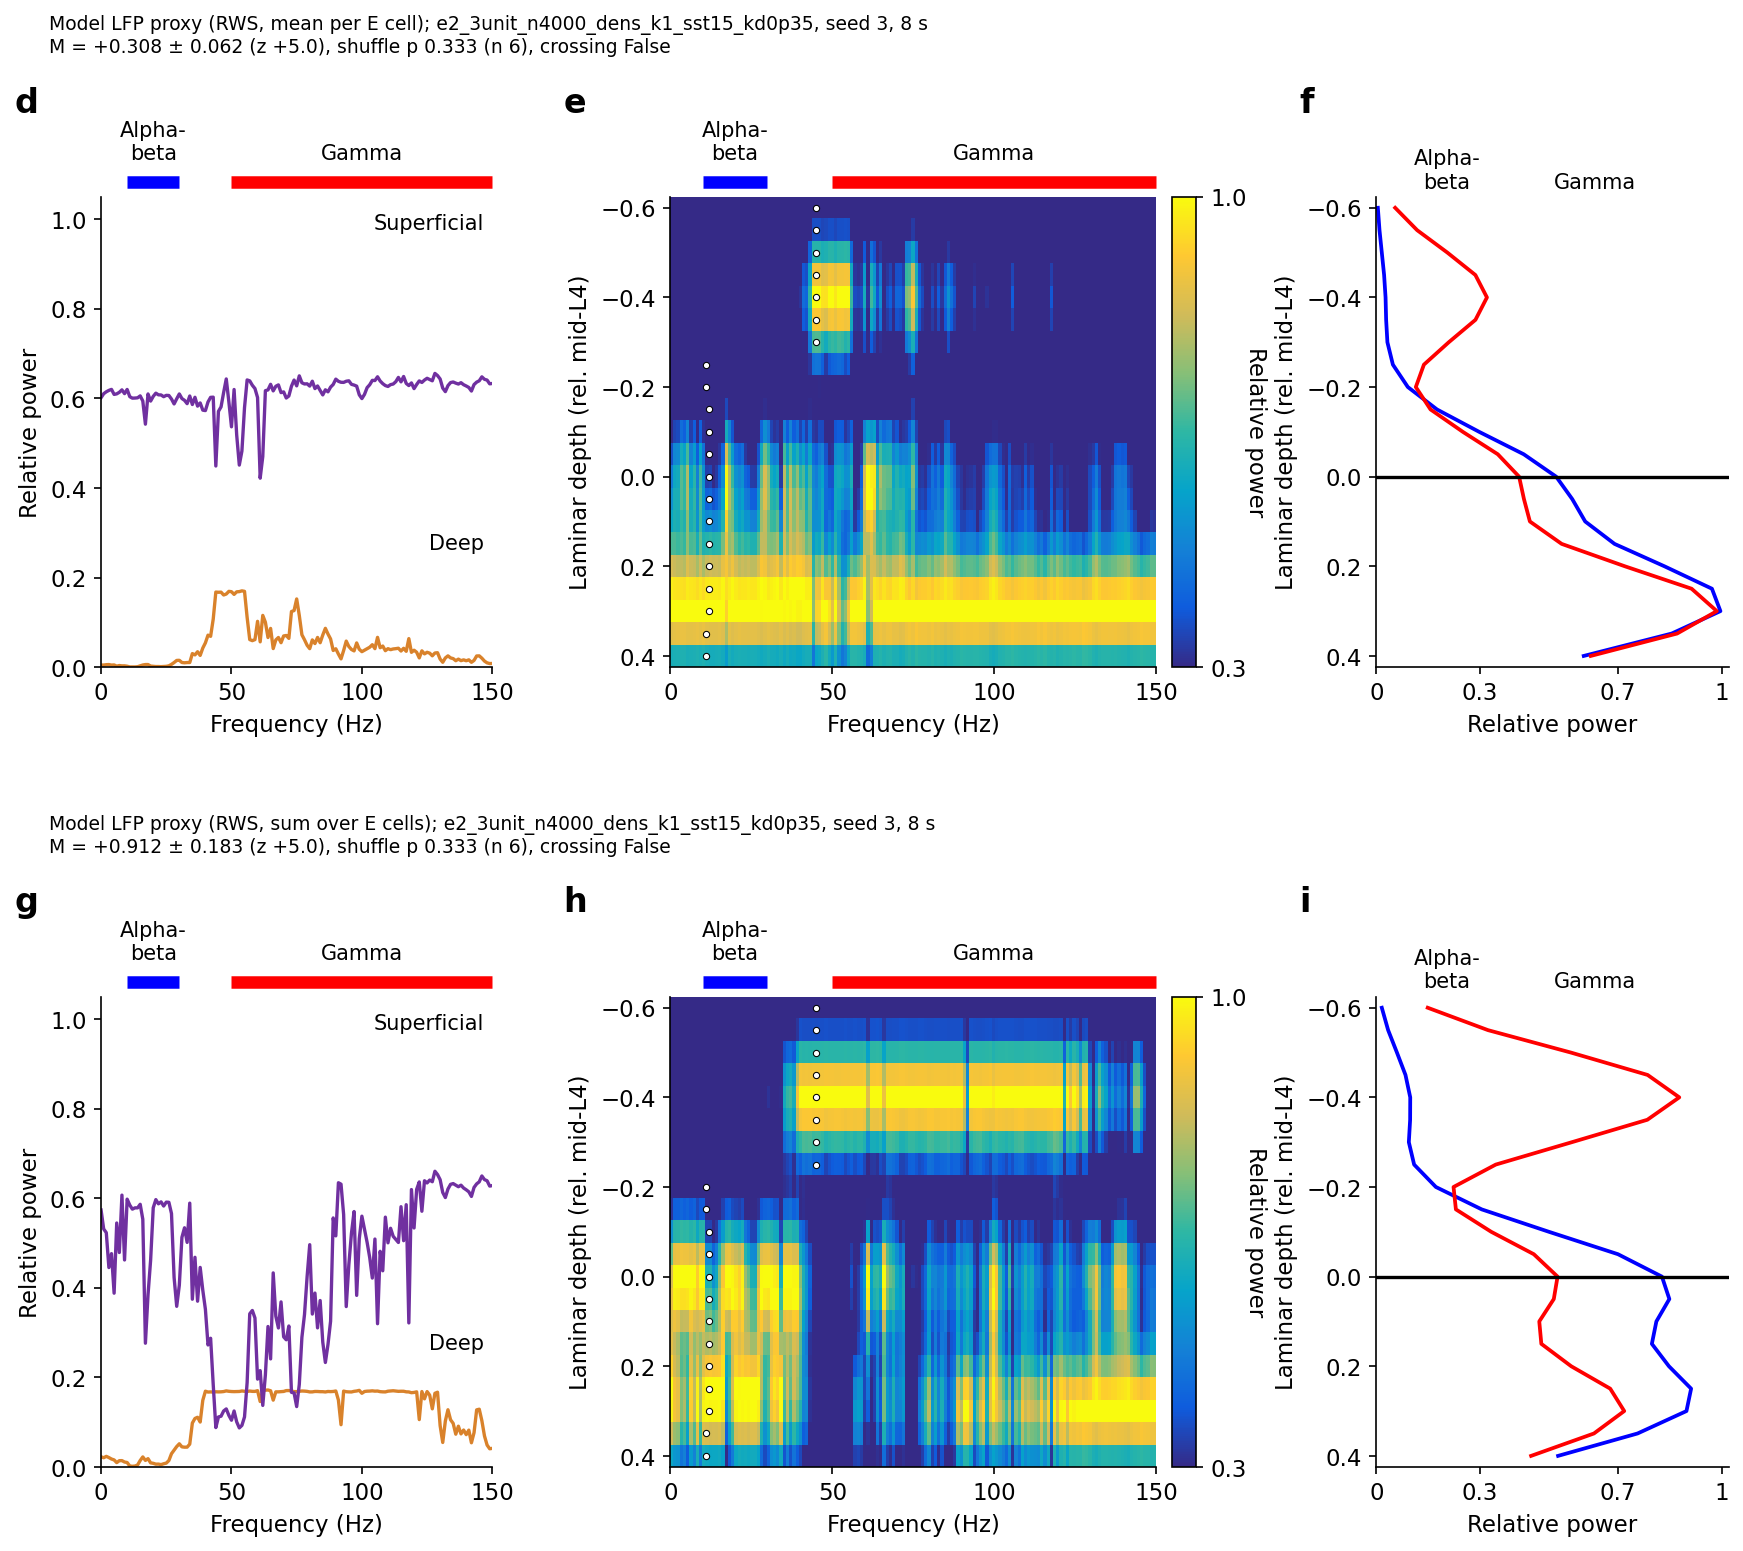 Model LFP proxy (RWS, mean per E cell); e2_3unit_n4000_dens_k1_sst15_kd0p35, seed 3, 8 s
M = +0.308 ± 0.062 (z +5.0), shuffle p 0.333 (n 6), crossing False
d
Alpha-
beta
Gamma
Superficial
Deep
Relative power
1.0
0.8
0.6
0.4
0.2
0.0
0
50
100
150
Frequency (Hz)
e
Alpha-
beta
Gamma
Laminar depth (rel. mid-L4)
−0.6
−0.4
−0.2
0.0
0.2
0.4
0
50
100
150
Frequency (Hz)
1.0
0.3
Relative power
f
Alpha-
beta
Gamma
Laminar depth (rel. mid-L4)
−0.6
−0.4
−0.2
0.0
0.2
0.4
0
0.3
0.7
1
Relative power
Model LFP proxy (RWS, sum over E cells); e2_3unit_n4000_dens_k1_sst15_kd0p35, seed 3, 8 s
M = +0.912 ± 0.183 (z +5.0), shuffle p 0.333 (n 6), crossing False
g
Alpha-
beta
Gamma
Superficial
Deep
Relative power
1.0
0.8
0.6
0.4
0.2
0.0
0
50
100
150
Frequency (Hz)
h
Alpha-
beta
Gamma
Laminar depth (rel. mid-L4)
−0.6
−0.4
−0.2
0.0
0.2
0.4
0
50
100
150
Frequency (Hz)
1.0
0.3
Relative power
i
Alpha-
beta
Gamma
Laminar depth (rel. mid-L4)
−0.6
−0.4
−0.2
0.0
0.2
0.4
0
0.3
0.7
1
Relative power